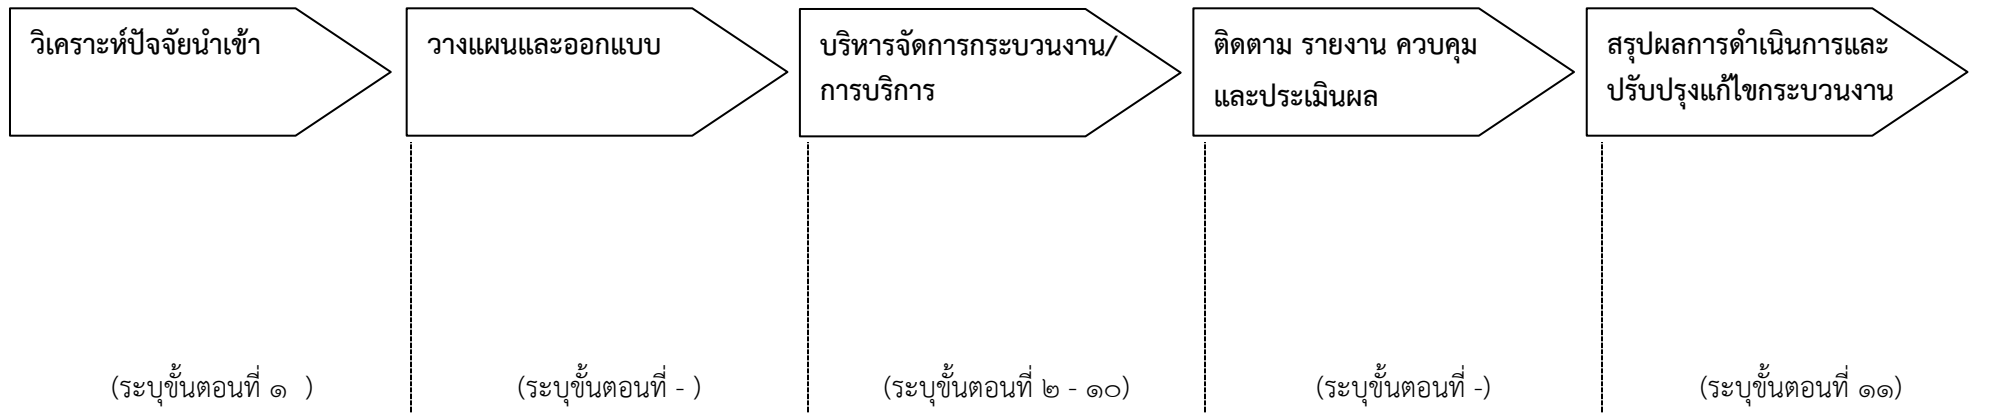 วิเคราะห์ปัจจัยนำเข้า
วางแผนและออกแบบ
บริหารจัดการกระบวนงาน/
การบริการ
ติดตาม รายงาน ควบคุม
และประเมินผล
สรุปผลการดำเนินการและ
ปรับปรุงแก้ไขกระบวนงาน
(ระบุขั้นตอนที่ ๑ )
(ระบุขั้นตอนที่ - )
(ระบุขั้นตอนที่ ๒ - ๑๐)
(ระบุขั้นตอนที่ -)
(ระบุขั้นตอนที่ ๑๑)